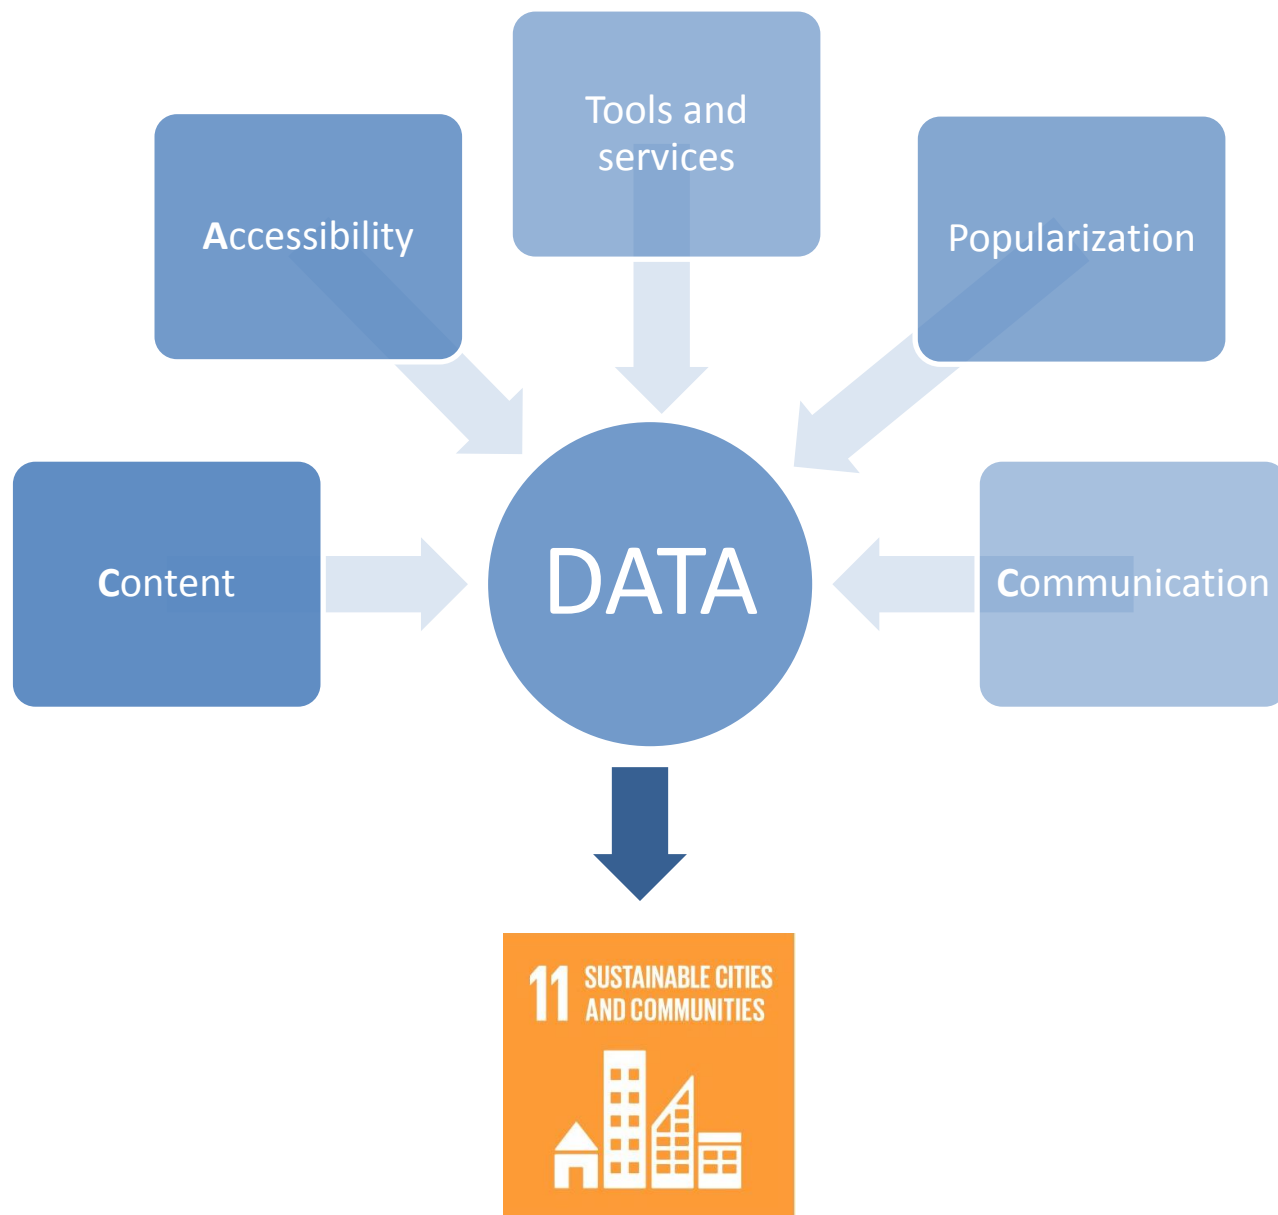 Tools and
services
Accessibility
Popularization
Content
DATA
Communication
11 SUSTAINABLE CITIES
AND COMMUNITIES